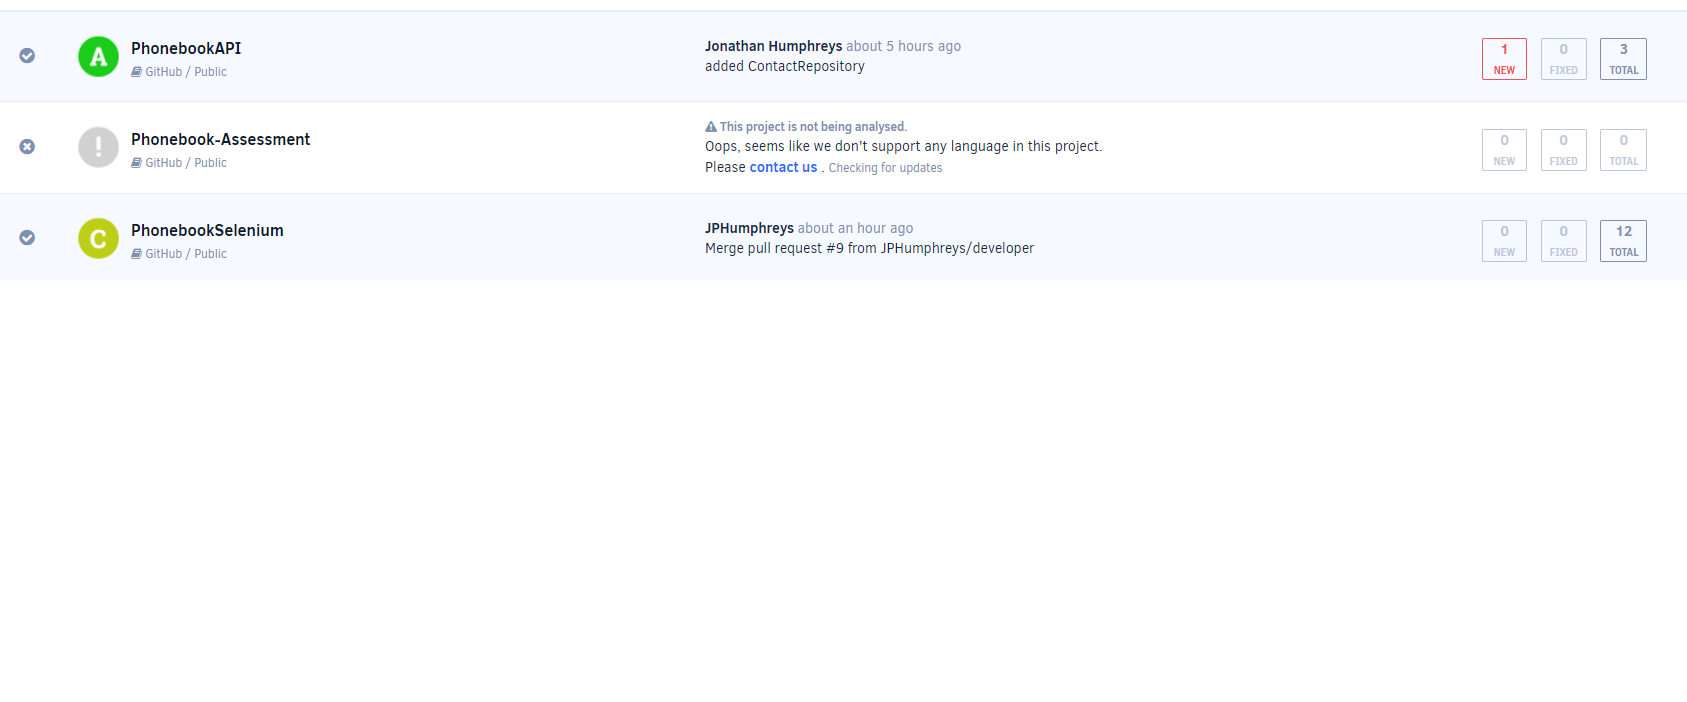 A
PhonebookAPI
GitHub / Public
Jonathan Humphreys about 5 hours ago
added ContactRepository
1
NEW
0
FIXED
3
TOTAL
!
Phonebook-Assessment
GitHub / Public
This project is not being analysed.
Oops, seems like we don't support any language in this project.
Please contact us . Checking for updates
0
NEW
0
FIXED
0
TOTAL
C
PhonebookSelenium
GitHub / Public
JPHumphreys about an hour ago
Merge pull request #9 from JPHumphreys/developer
0
NEW
0
FIXED
12
TOTAL